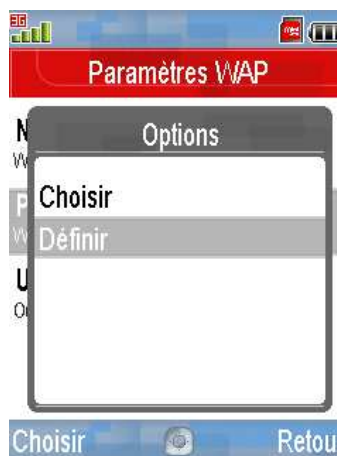 3G
Paramètres WAP
Options
N
W
Choisir
P
W
Définir
U
O
Choisir
Retou